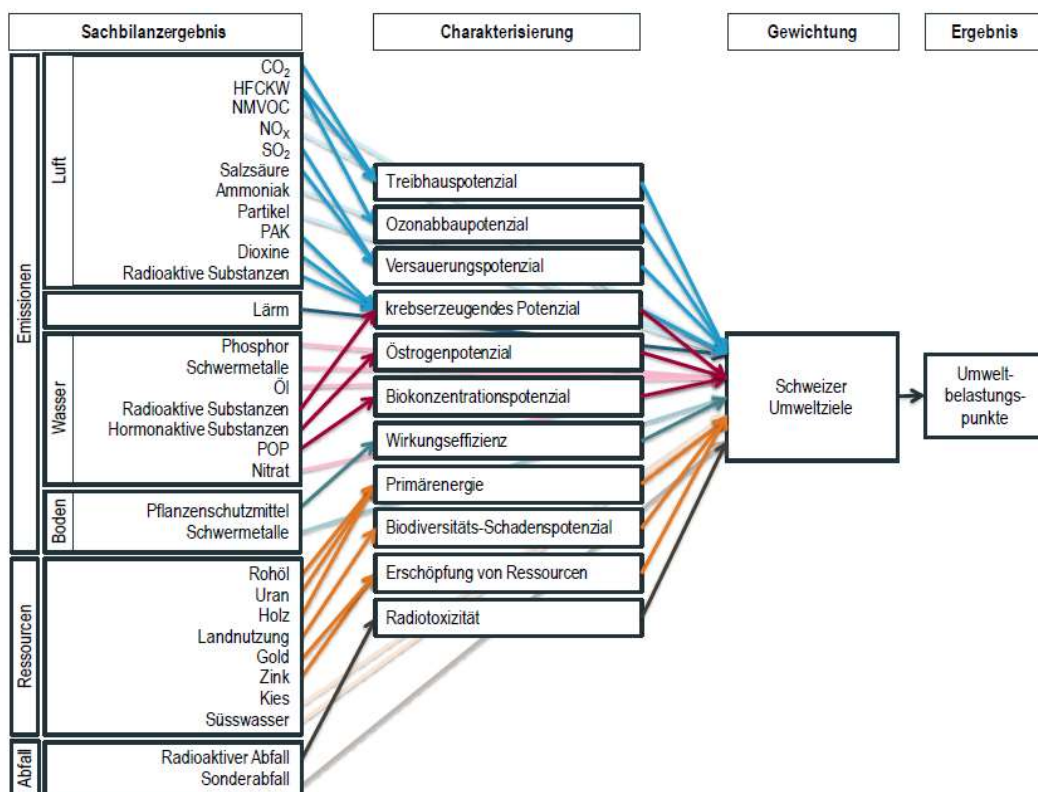 Sachbilanzergebnis
Charakterisierung
Gewichtung
Ergebnis
Emissionen
Luft
CO₂
HFCKW
NMVOC
NOₓ
SO₂
Salzsäure
Ammoniak
Partikel
PAK
Dioxine
Radioaktive Substanzen
Lärm
Wasser
Phosphor
Schwermetalle
Öl
Radioaktive Substanzen
Hormonaktive Substanzen
POP
Nitrat
Boden
Pflanzenschutzmittel
Schwermetalle
Ressourcen
Rohöl
Uran
Holz
Landnutzung
Gold
Zink
Kies
Süsswasser
Abfall
Radioaktiver Abfall
Sonderabfall
Treibhauspotenzial
Ozonabbaupotenzial
Versauerungspotenzial
krebserzeugendes Potenzial
Östrogenpotenzial
Biokonzentrationspotenzial
Wirkungseffizienz
Primärenergie
Biodiversitäts-Schadenspotenzial
Erschöpfung von Ressourcen
Radiotoxizität
Schweizer
Umweltziele
Umwelt-
belastungs-
punkte